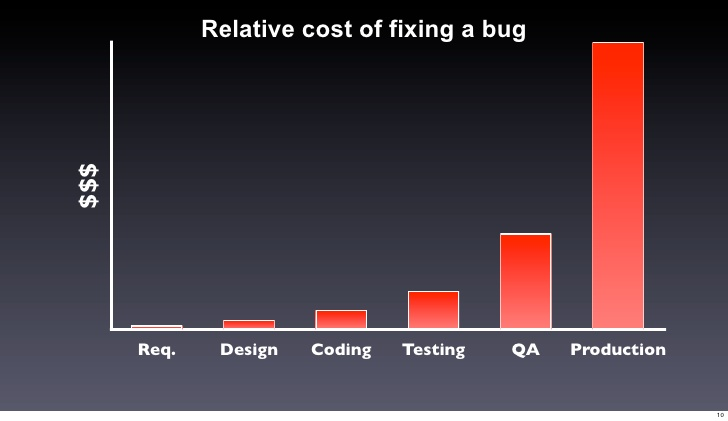 Relative cost of fixing a bug
$$$
Req. Design Coding Testing QA Production
10